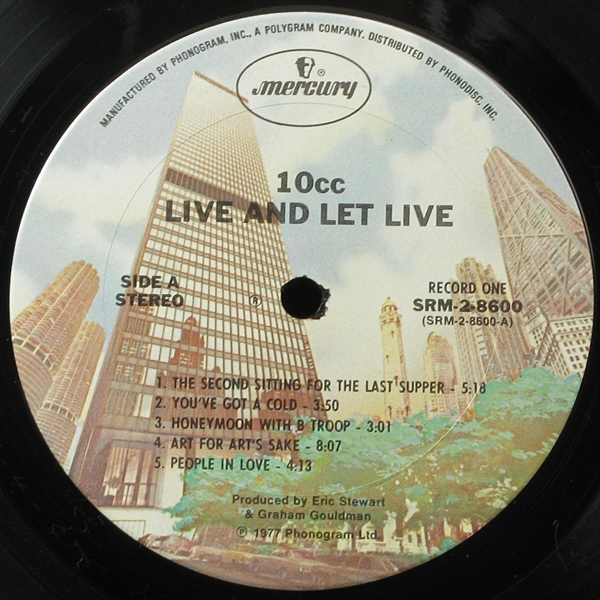 MANUFACTURED BY PHONOGRAM, INC., A POLYGRAM COMPANY. DISTRIBUTED BY PHONODISC, INC.
®
mercury
10cc
LIVE AND LET LIVE
SIDE A
STEREO
®
RECORD ONE
SRM-2-8600
(SRM-2-8600-A)
1. THE SECOND SITTING FOR THE LAST SUPPER - 5:18
2. YOU'VE GOT A COLD - 3:50
3. HONEYMOON WITH B TROOP - 3:01
4. ART FOR ART'S SAKE - 8:07
5. PEOPLE IN LOVE - 4:13
Produced by Eric Stewart
& Graham Gouldman
℗ 1977 Phonogram Ltd.